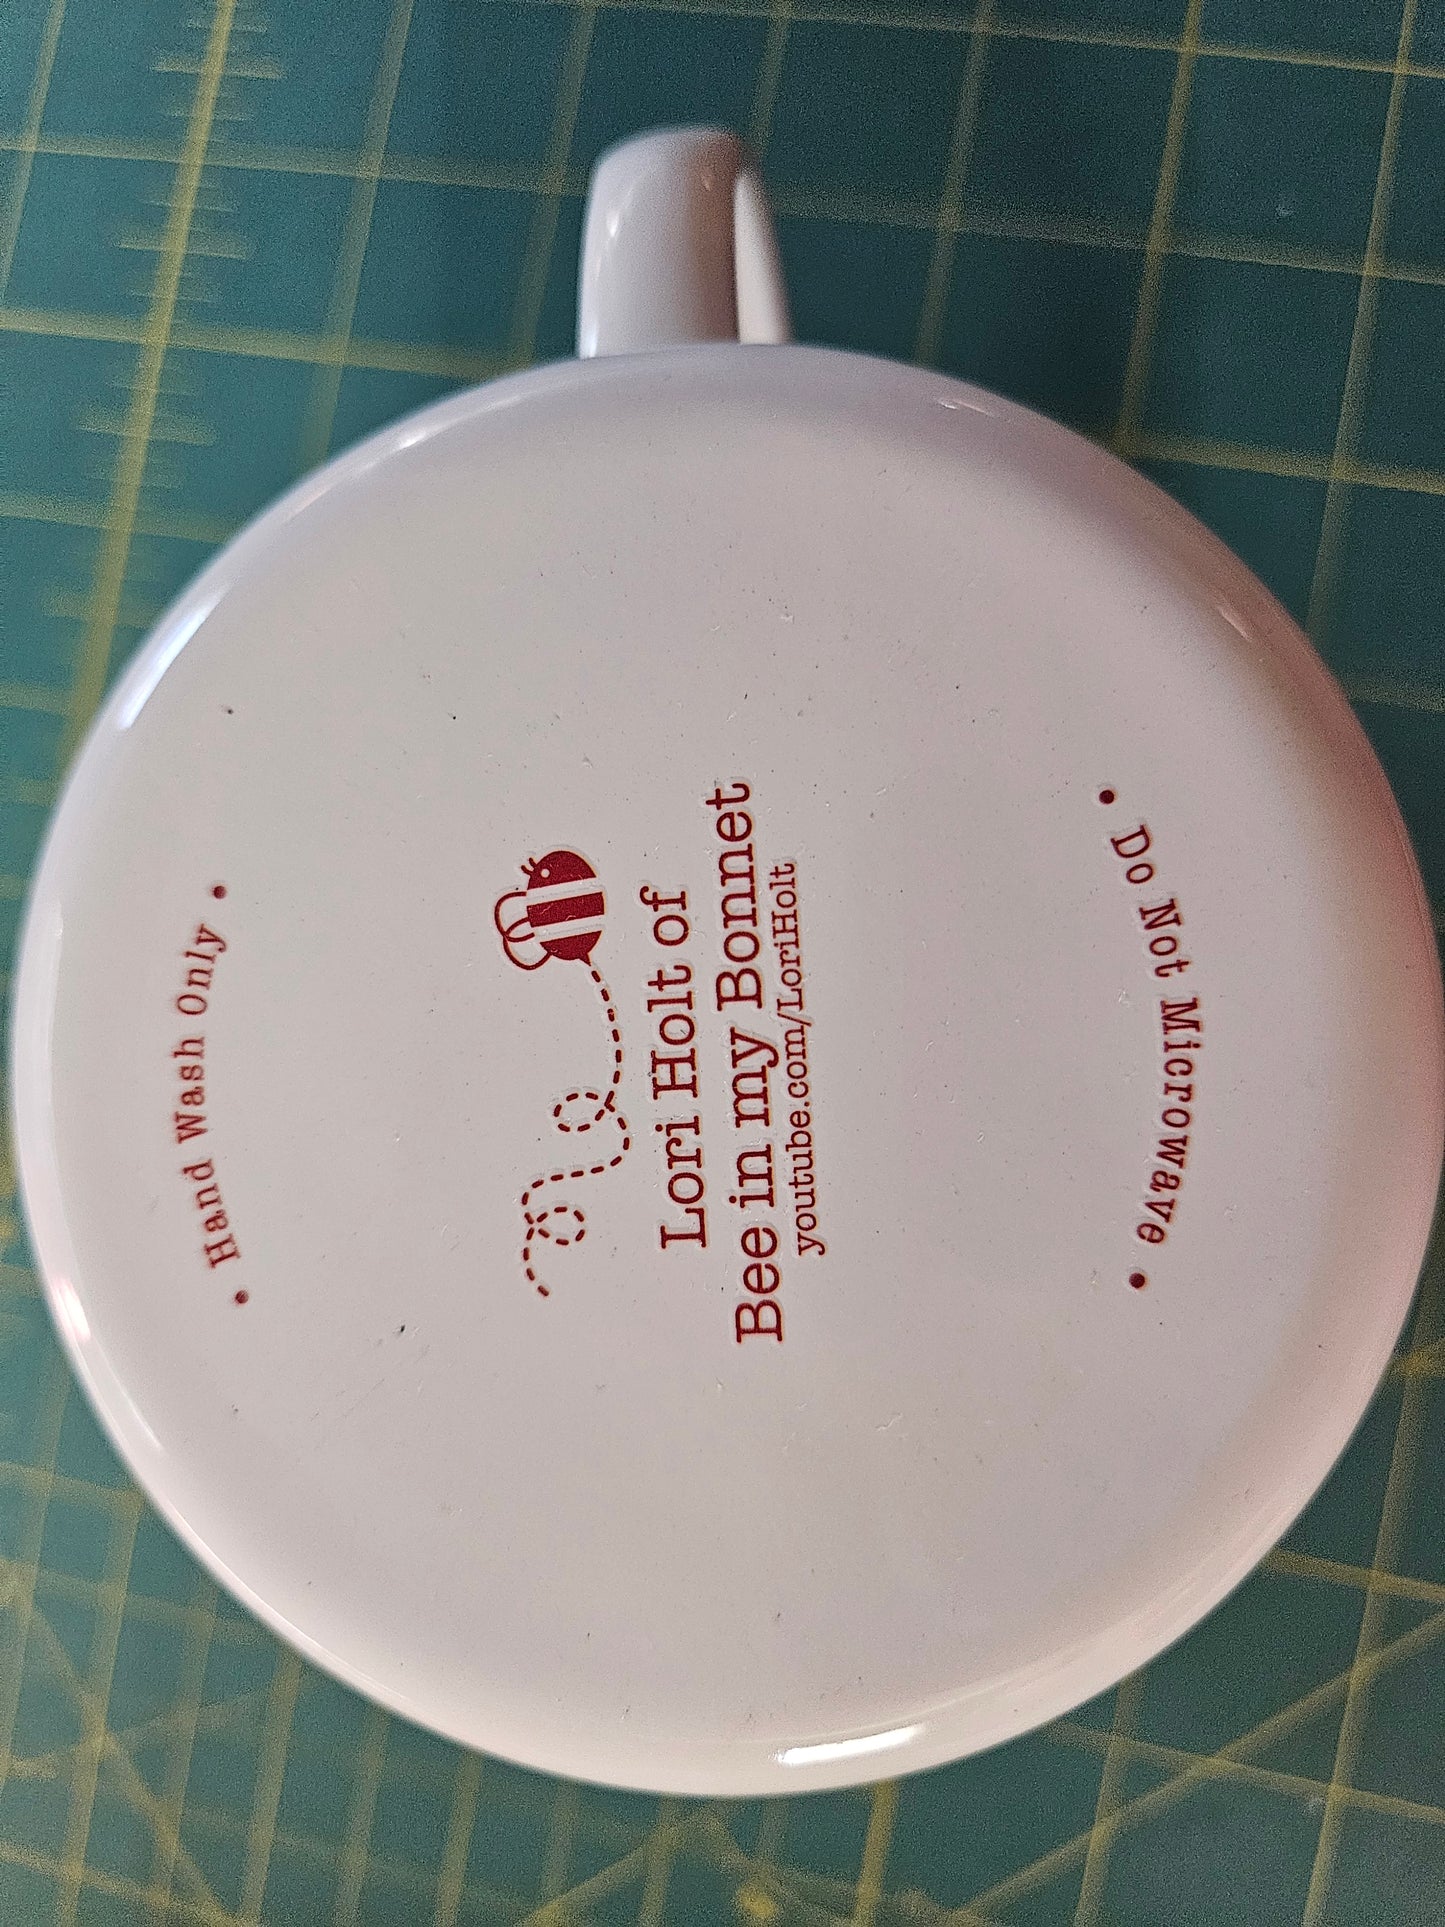 • Hand Wash Only •
Lori Holt of
Bee in my Bonnet
youtube.com/LoriHolt
• Do Not Microwave •